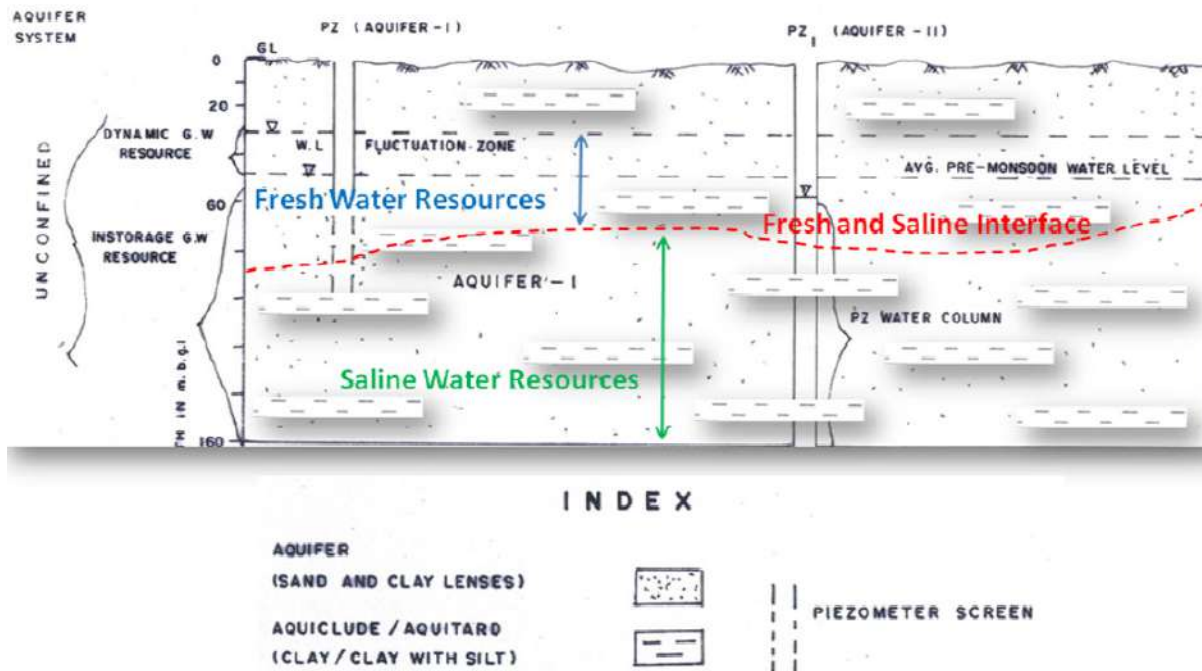 AQUIFER
SYSTEM
PZ (AQUIFER-I)
PZ I (AQUIFER-II)
GL
0
20
DYNAMIC G.W
RESOURCE
W.L
FLUCTUATION-ZONE
AVG. PRE-MONSOON WATER LEVEL
UNCONFINED
60
Fresh Water Resources
Fresh and Saline Interface
INSTORAGE G.W
RESOURCE
AQUIFER-I
PZ WATER COLUMN
Saline Water Resources
IN m.b.g.l
160
INDEX
AQUIFER
(SAND AND CLAY LENSES)
PIEZOMETER SCREEN
AQUICLUDE / AQUITARD
(CLAY/CLAY WITH SILT)